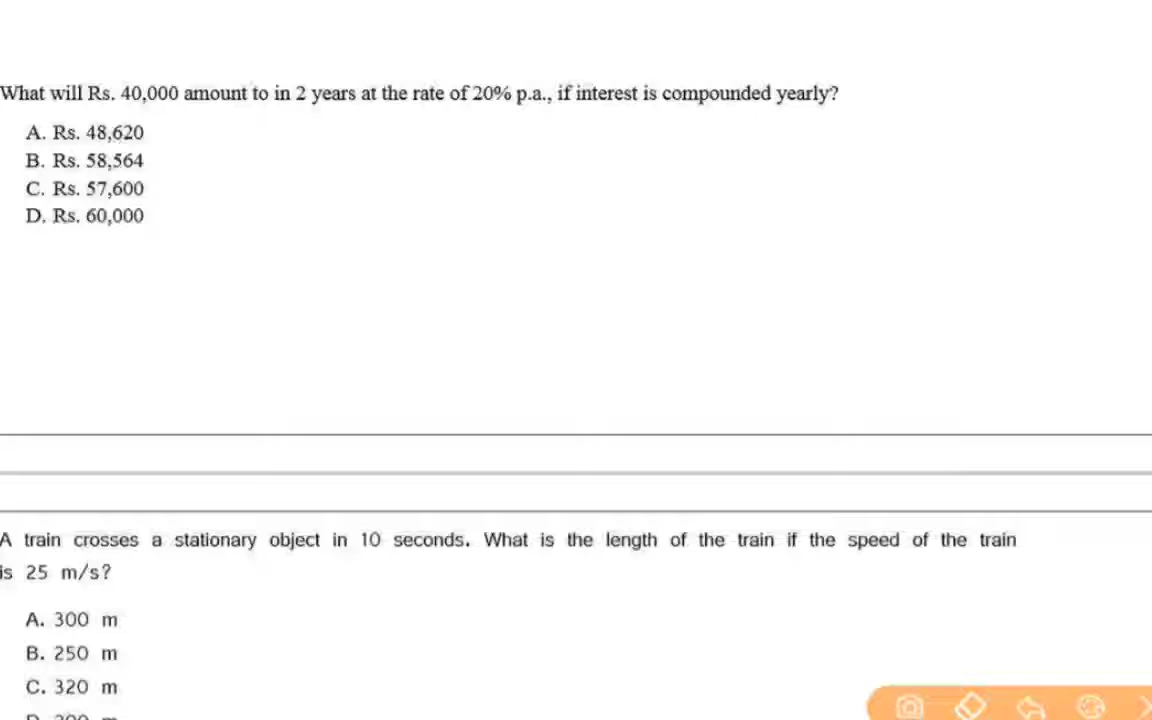 What will Rs. 40,000 amount to in 2 years at the rate of 20% p.a., if interest is compounded yearly?
A. Rs. 48,620
B. Rs. 58,564
C. Rs. 57,600
D. Rs. 60,000
A train crosses a stationary object in 10 seconds. What is the length of the train if the speed of the train
is 25 m/s?
A. 300 m
B. 250 m
C. 320 m